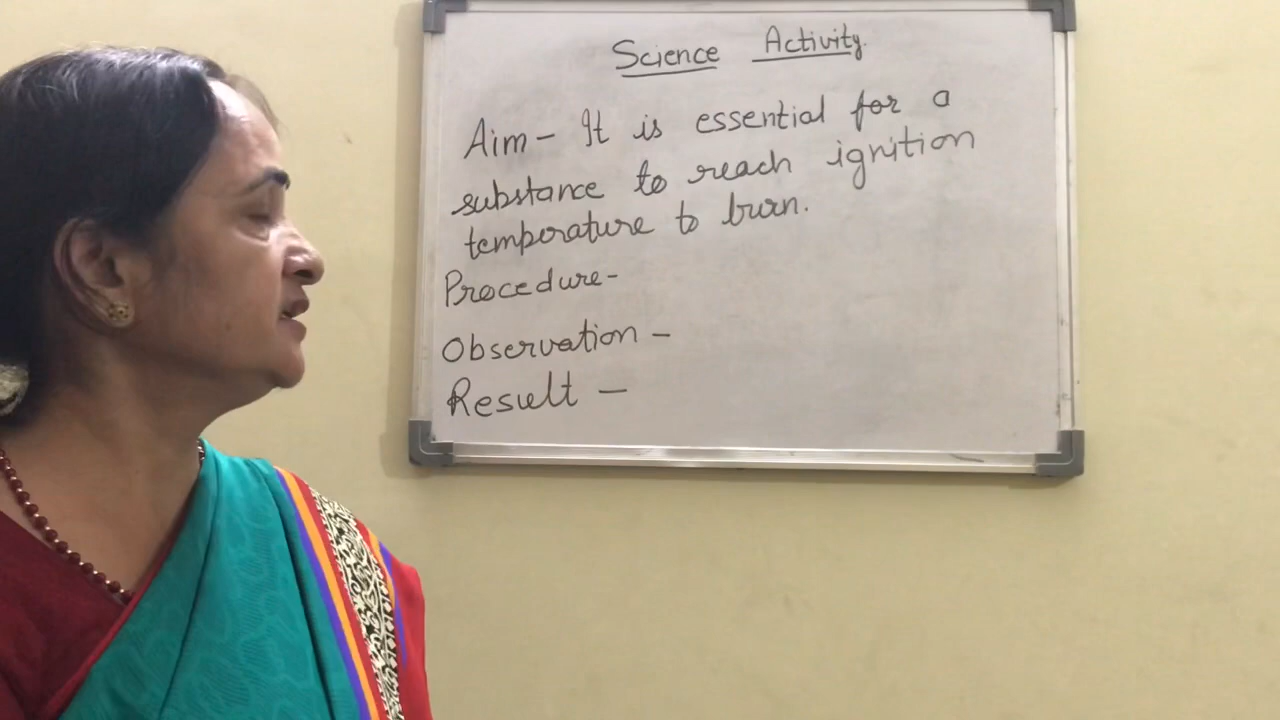 Science Activity.
Aim - It is essential for a
substance to reach ignition
temperature to burn.
Procedure-
Observation -
Result -